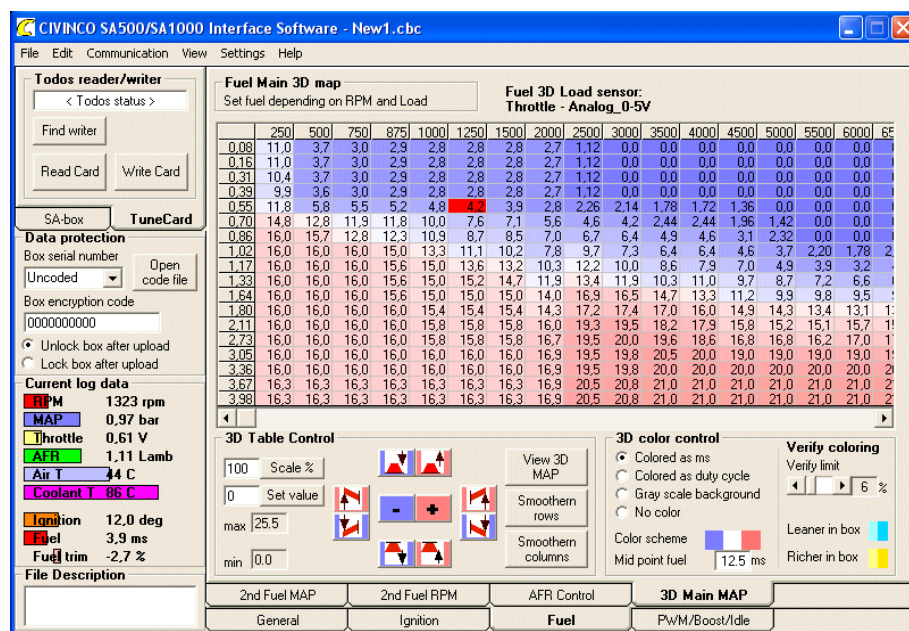 CIVINCO SA500/SA1000 Interface Software - New1.cbc
File Edit Communication View Settings Help
Todos reader/writer
< Todos status >
Find writer
Read Card Write Card
SA-box TuneCard
Data protection
Box serial number
Uncoded
Open code file
Box encryption code
0000000000
Unlock box after upload
Lock box after upload
Current log data
RPM 1323 rpm
MAP 0,97 bar
Throttle 0,61 V
AFR 1,11 Lamb
Air T 44 C
Coolant T 86 C
Ignition 12,0 deg
Fuel 3,9 ms
Fuel trim -2,7 %
File Description
Fuel Main 3D map
Set fuel depending on RPM and Load
Fuel 3D Load sensor:
Throttle - Analog_0-5V
250 500 750 875 1000 1250 1500 2000 2500 3000 3500 4000 4500 5000 5500 6000 65
0,08 11,0 3,7 3,0 2,9 2,8 2,8 2,8 2,7 1,12 0,0 0,0 0,0 0,0 0,0 0,0 0,0
0,16 11,0 3,7 3,0 2,9 2,8 2,8 2,8 2,7 1,12 0,0 0,0 0,0 0,0 0,0 0,0 0,0
0,31 10,4 3,7 3,0 2,9 2,8 2,8 2,8 2,7 1,12 0,0 0,0 0,0 0,0 0,0 0,0 0,0
0,39 9,9 3,6 3,0 2,9 2,8 2,8 2,8 2,7 1,12 0,0 0,0 0,0 0,0 0,0 0,0 0,0
0,55 11,8 5,8 5,5 5,2 4,8 4,2 3,9 2,8 2,26 2,14 1,78 1,72 1,36 0,0 0,0 0,0
0,70 14,8 12,8 11,9 11,8 10,0 7,6 7,1 5,6 4,6 4,2 2,44 2,44 1,96 1,42 0,0 0,0
0,86 16,0 15,7 12,8 12,3 10,9 8,7 8,5 7,0 6,7 6,4 4,9 4,6 3,1 2,32 0,0 0,0
1,02 16,0 16,0 16,0 15,0 13,3 11,1 10,2 7,8 9,7 7,3 6,4 6,4 4,6 3,7 2,20 1,78 2,
1,17 16,0 16,0 16,0 15,6 15,0 13,6 13,2 10,3 12,2 10,0 8,6 7,9 7,0 4,9 3,9 3,2
1,33 16,0 16,0 16,0 15,6 15,0 15,2 14,7 11,9 13,4 11,9 10,3 11,0 9,7 8,7 7,2 6,6
1,64 16,0 16,0 16,0 15,6 15,0 15,0 15,0 14,0 16,9 16,5 14,7 13,3 11,2 9,9 9,8 9,5
1,80 16,0 16,0 16,0 16,0 15,4 15,4 15,4 14,3 17,2 17,4 17,0 16,0 14,9 14,3 13,4 13,1
2,11 16,0 16,0 16,0 16,0 15,8 15,8 15,8 16,0 19,3 19,5 18,2 17,9 15,8 15,2 15,1 15,7
2,73 16,0 16,0 16,0 16,0 15,8 15,8 15,8 16,7 19,5 20,0 19,6 18,6 16,8 16,8 16,2 17,0
3,05 16,0 16,0 16,0 16,0 16,0 16,0 16,0 16,9 19,5 19,8 20,5 20,0 19,0 19,0 19,0 19,0
3,36 16,0 16,0 16,0 16,0 16,0 16,0 16,0 16,9 19,5 19,8 20,0 20,0 20,0 20,0 20,0 20,0
3,67 16,3 16,3 16,3 16,3 16,3 16,3 16,3 16,9 20,5 20,8 21,0 21,0 21,0 21,0 21,0 21,0
3,98 16,3 16,3 16,3 16,3 16,3 16,3 16,3 16,9 20,5 20,8 21,0 21,0 21,0 21,0 21,0 21,0
3D Table Control
100 Scale %
0 Set value
max 25.5
min 0.0
- +
View 3D MAP
Smoothern rows
Smoothern columns
3D color control
Colored as ms
Colored as duty cycle
Gray scale background
No color
Color scheme
Mid point fuel 12.5 ms
Verify coloring
Verify limit
6 %
Leaner in box
Richer in box
2nd Fuel MAP 2nd Fuel RPM AFR Control 3D Main MAP
General Ignition Fuel PWM/Boost/Idle